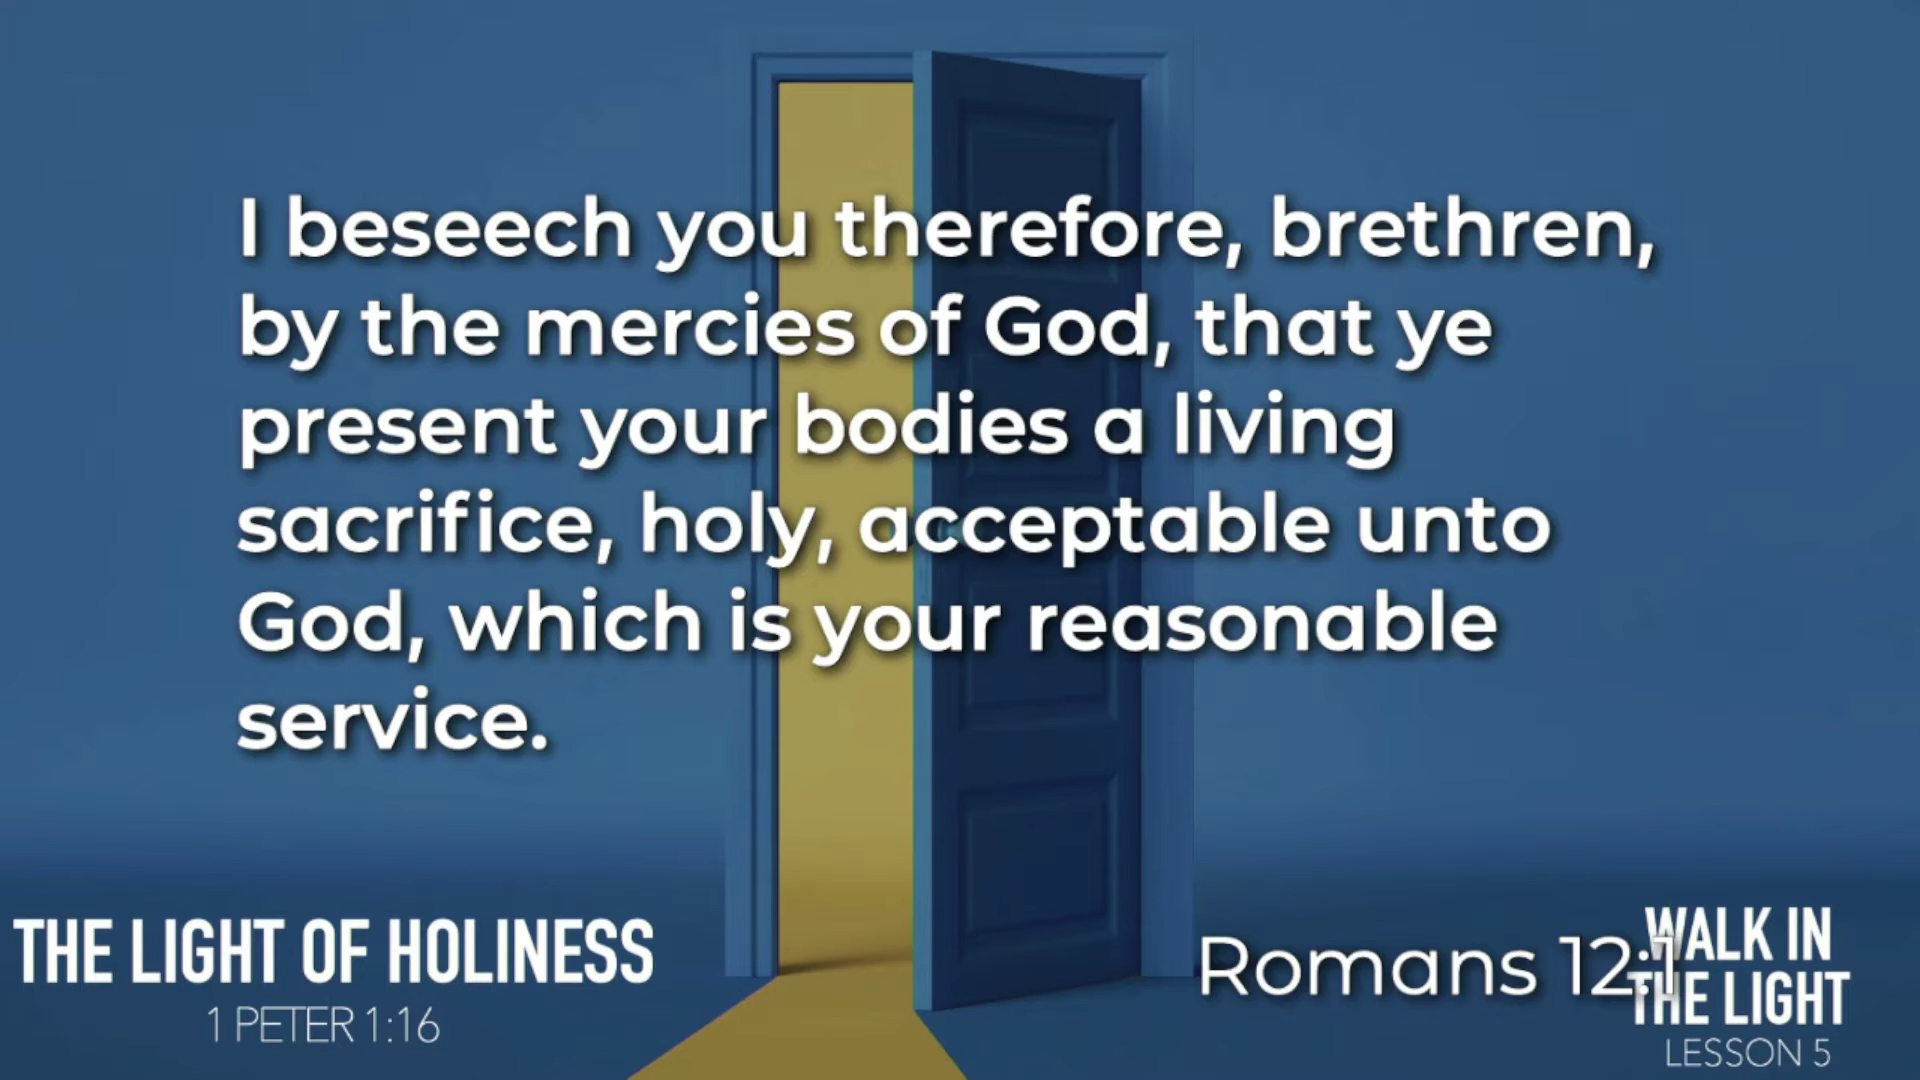 I beseech you therefore, brethren,
by the mercies of God, that ye
present your bodies a living
sacrifice, holy, acceptable unto
God, which is your reasonable
service.
THE LIGHT OF HOLINESS
1 PETER 1:16
Romans 12:1
WALK IN
THE LIGHT
LESSON 5